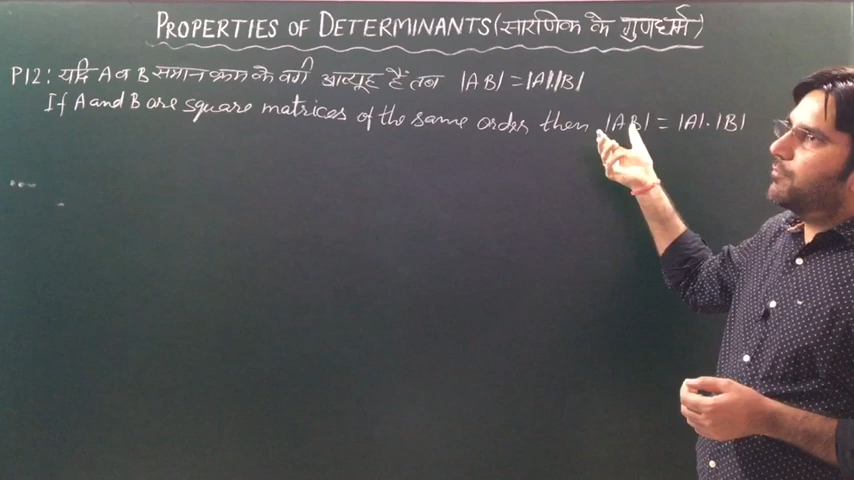 PROPERTIES OF DETERMINANTS (सारणिक के गुणधर्म)
P12: यदि A व B समान क्रम के वर्ग आव्यूह हैं तब |AB| = |A||B|
If A and B are square matrices of the same order then |AB| = |A|.|B|